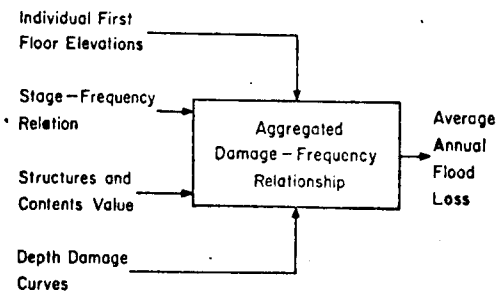 Individual First
Floor Elevations
Stage-Frequency
Relation
Structures and
Contents Value
Depth Damage
Curves
Aggregated
Damage-Frequency
Relationship
Average
Annual
Flood
Loss